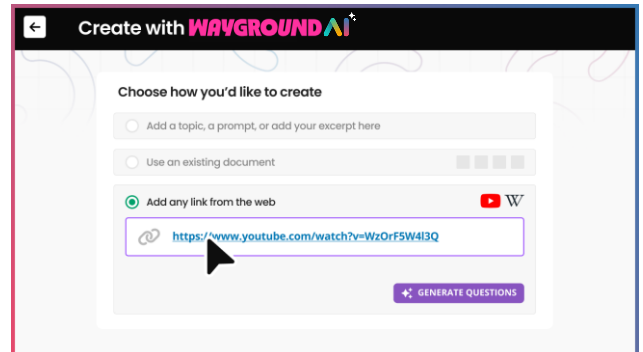 Create with WAYGROUND AI
Choose how you'd like to create
Add a topic, a prompt, or add your excerpt here
Use an existing document
Add any link from the web
W
https://www.youtube.com/watch?v=WzOrF5W4l3Q
GENERATE QUESTIONS